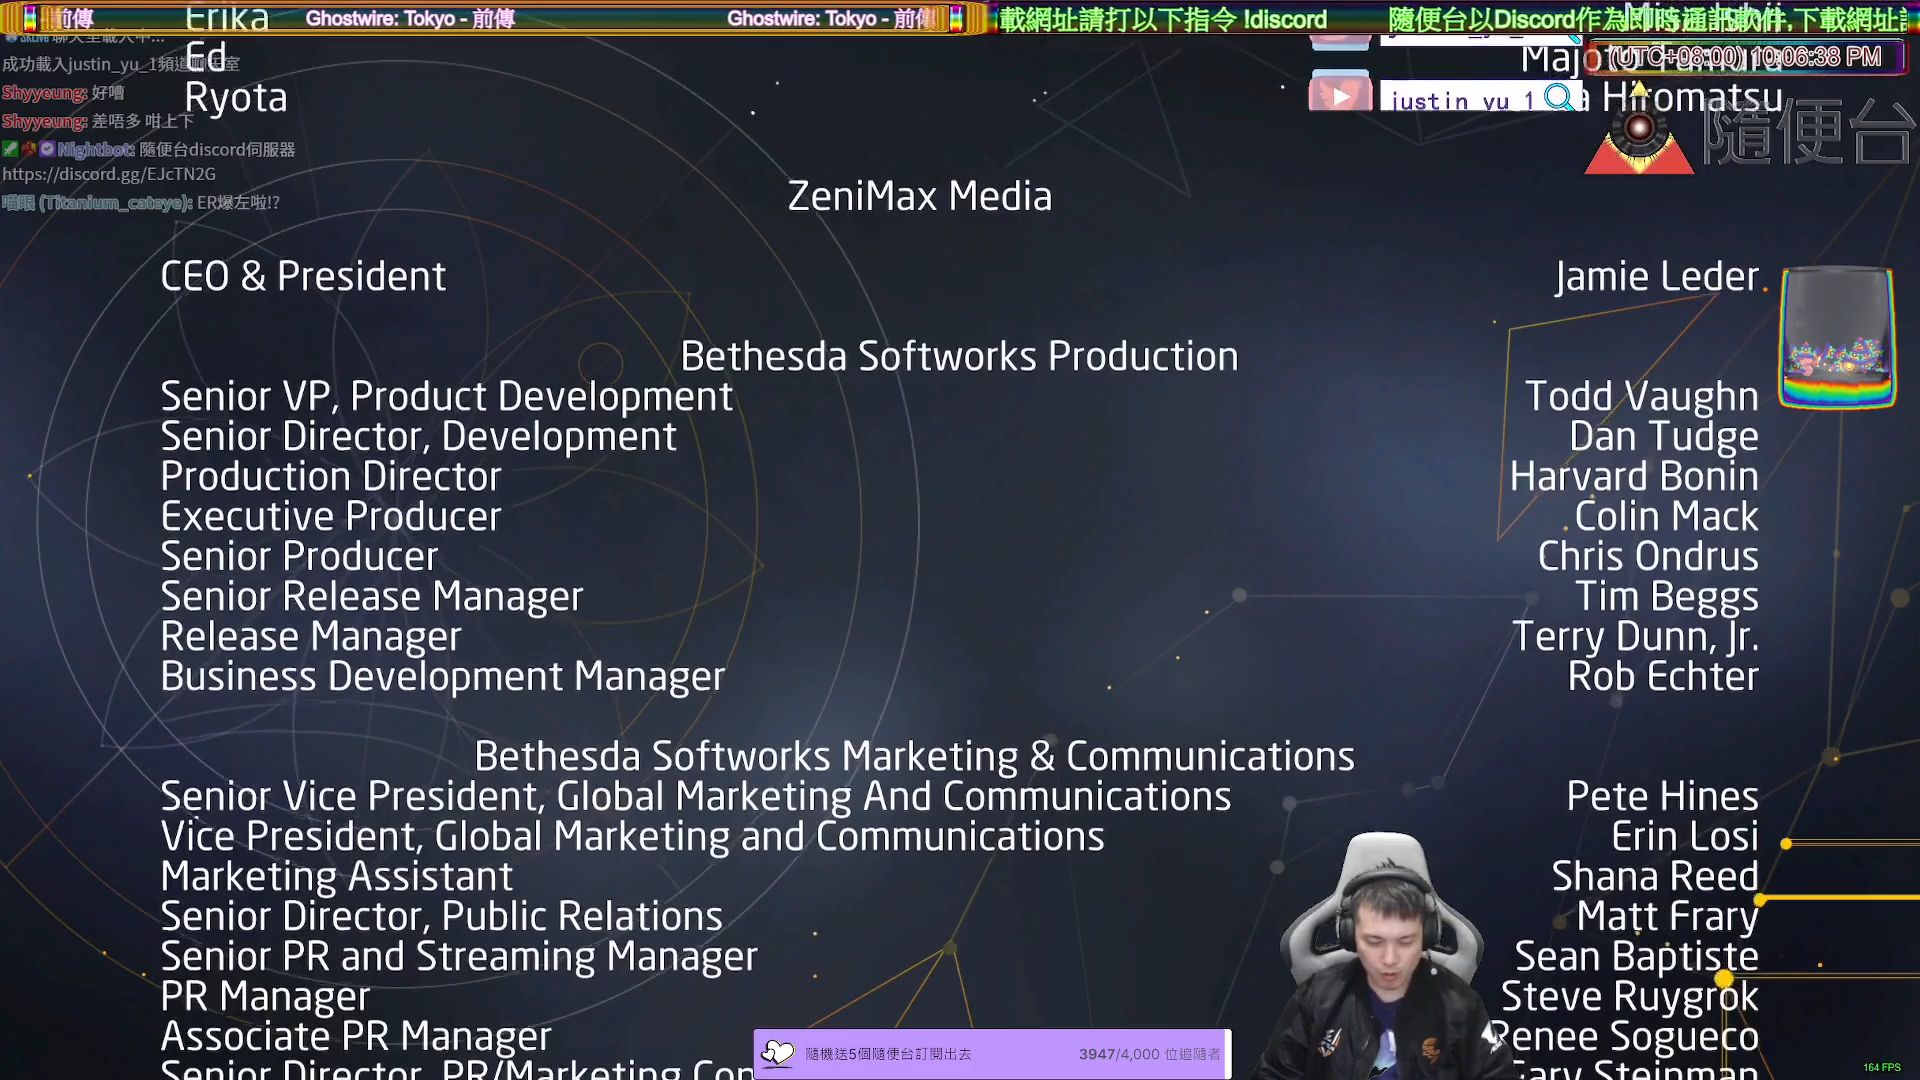 前傳 Ghostwire: Tokyo - 前傳 Ghostwire: Tokyo - 前傳
載網址請打以下指令 !discord 隨便台以Discord作為即時通訊軟件,下載網址
Erika
Ed
Majoto
(UTC+08:00) 10:06:38 PM
成功載入justin_yu_1頻道聊天室
Shyyeung: 好嘈
Ryota
justin_yu_1
Hiromatsu
隨便台
Shyyeung: 差唔多 咁上下
Nightbot: 隨便台discord伺服器
https://discord.gg/EJcTN2G
喵眼 (Titanium_cateye): ER爆左啦!?
ZeniMax Media
CEO & President Jamie Leder
Bethesda Softworks Production
Senior VP, Product Development Todd Vaughn
Senior Director, Development Dan Tudge
Production Director Harvard Bonin
Executive Producer Colin Mack
Senior Producer Chris Ondrus
Senior Release Manager Tim Beggs
Release Manager Terry Dunn, Jr.
Business Development Manager Rob Echter
Bethesda Softworks Marketing & Communications
Senior Vice President, Global Marketing And Communications Pete Hines
Vice President, Global Marketing and Communications Erin Losi
Marketing Assistant Shana Reed
Senior Director, Public Relations Matt Frary
Senior PR and Streaming Manager Sean Baptiste
PR Manager Steve Ruygrok
Associate PR Manager Renee Sogueco
Senior Director, PR/Marketing Gary Steinman
隨機送5個隨便台訂閱出去 3947/4,000 位追隨者
164 FPS